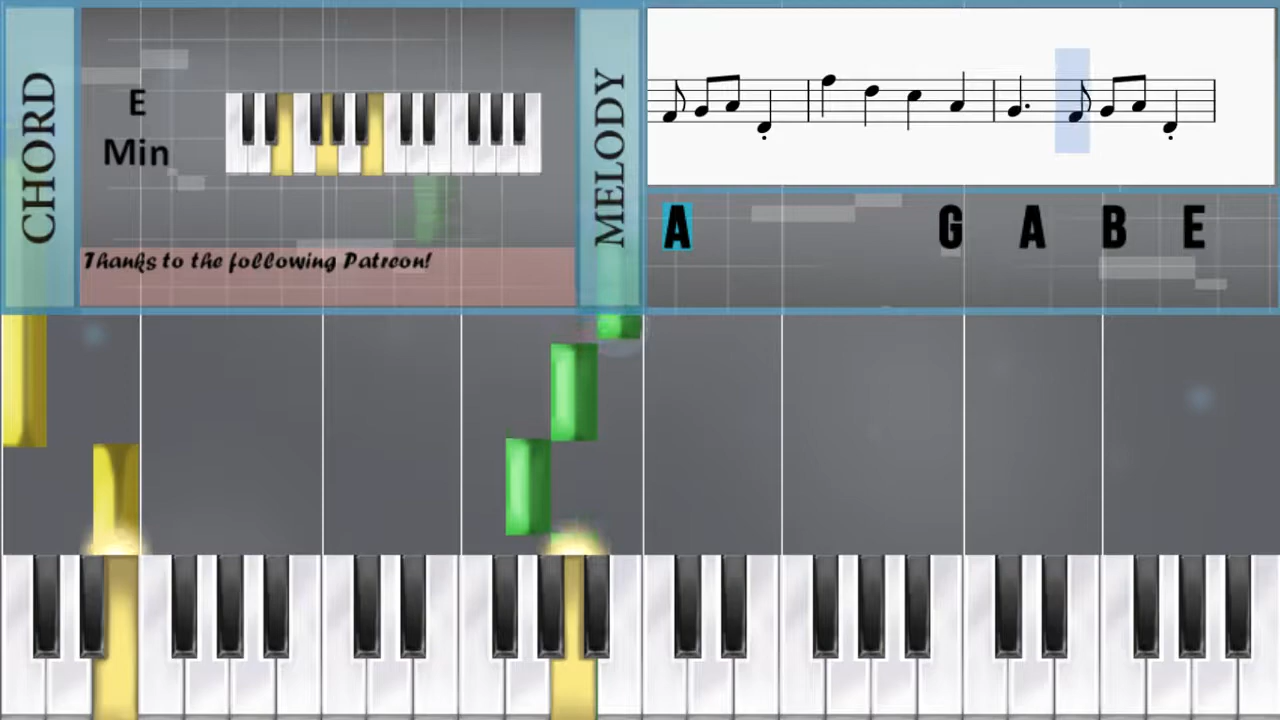 CHORD
E
Min
Thanks to the following Patreon!
MELODY
A G A B E